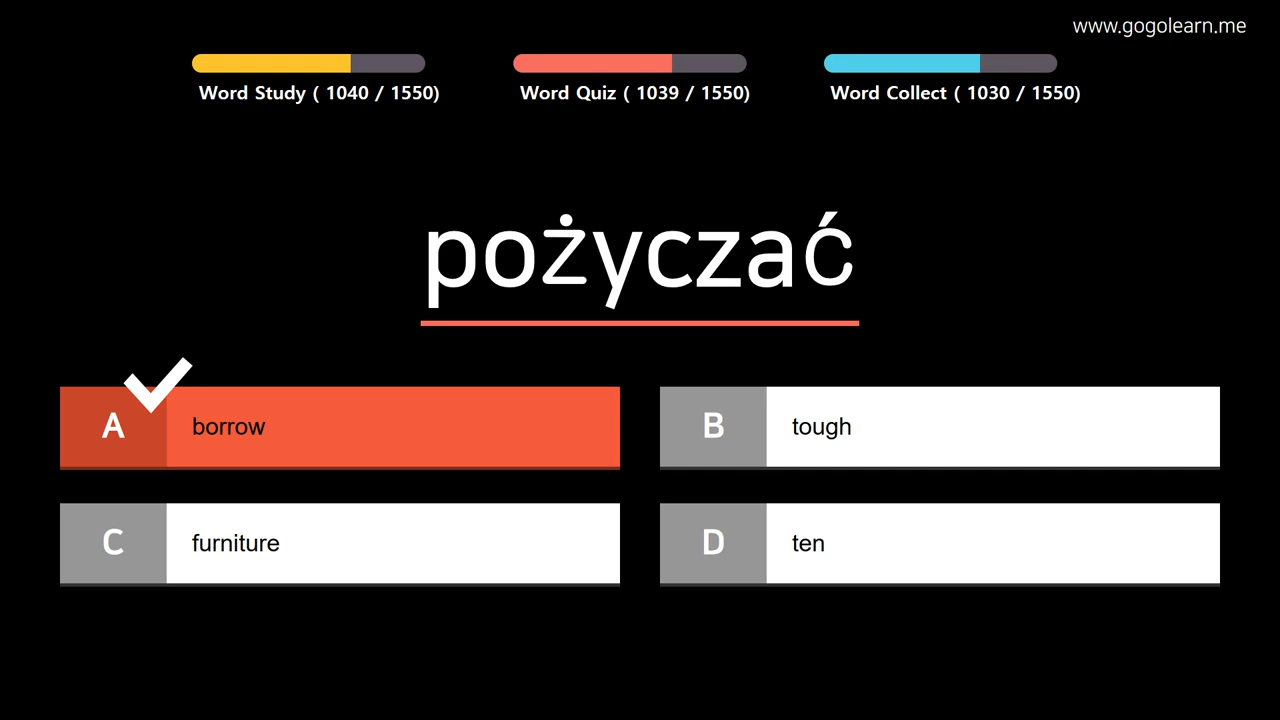 www.gogolearn.me
Word Study ( 1040 / 1550)
Word Quiz ( 1039 / 1550)
Word Collect ( 1030 / 1550)
pożyczać
A borrow
B tough
C furniture
D ten